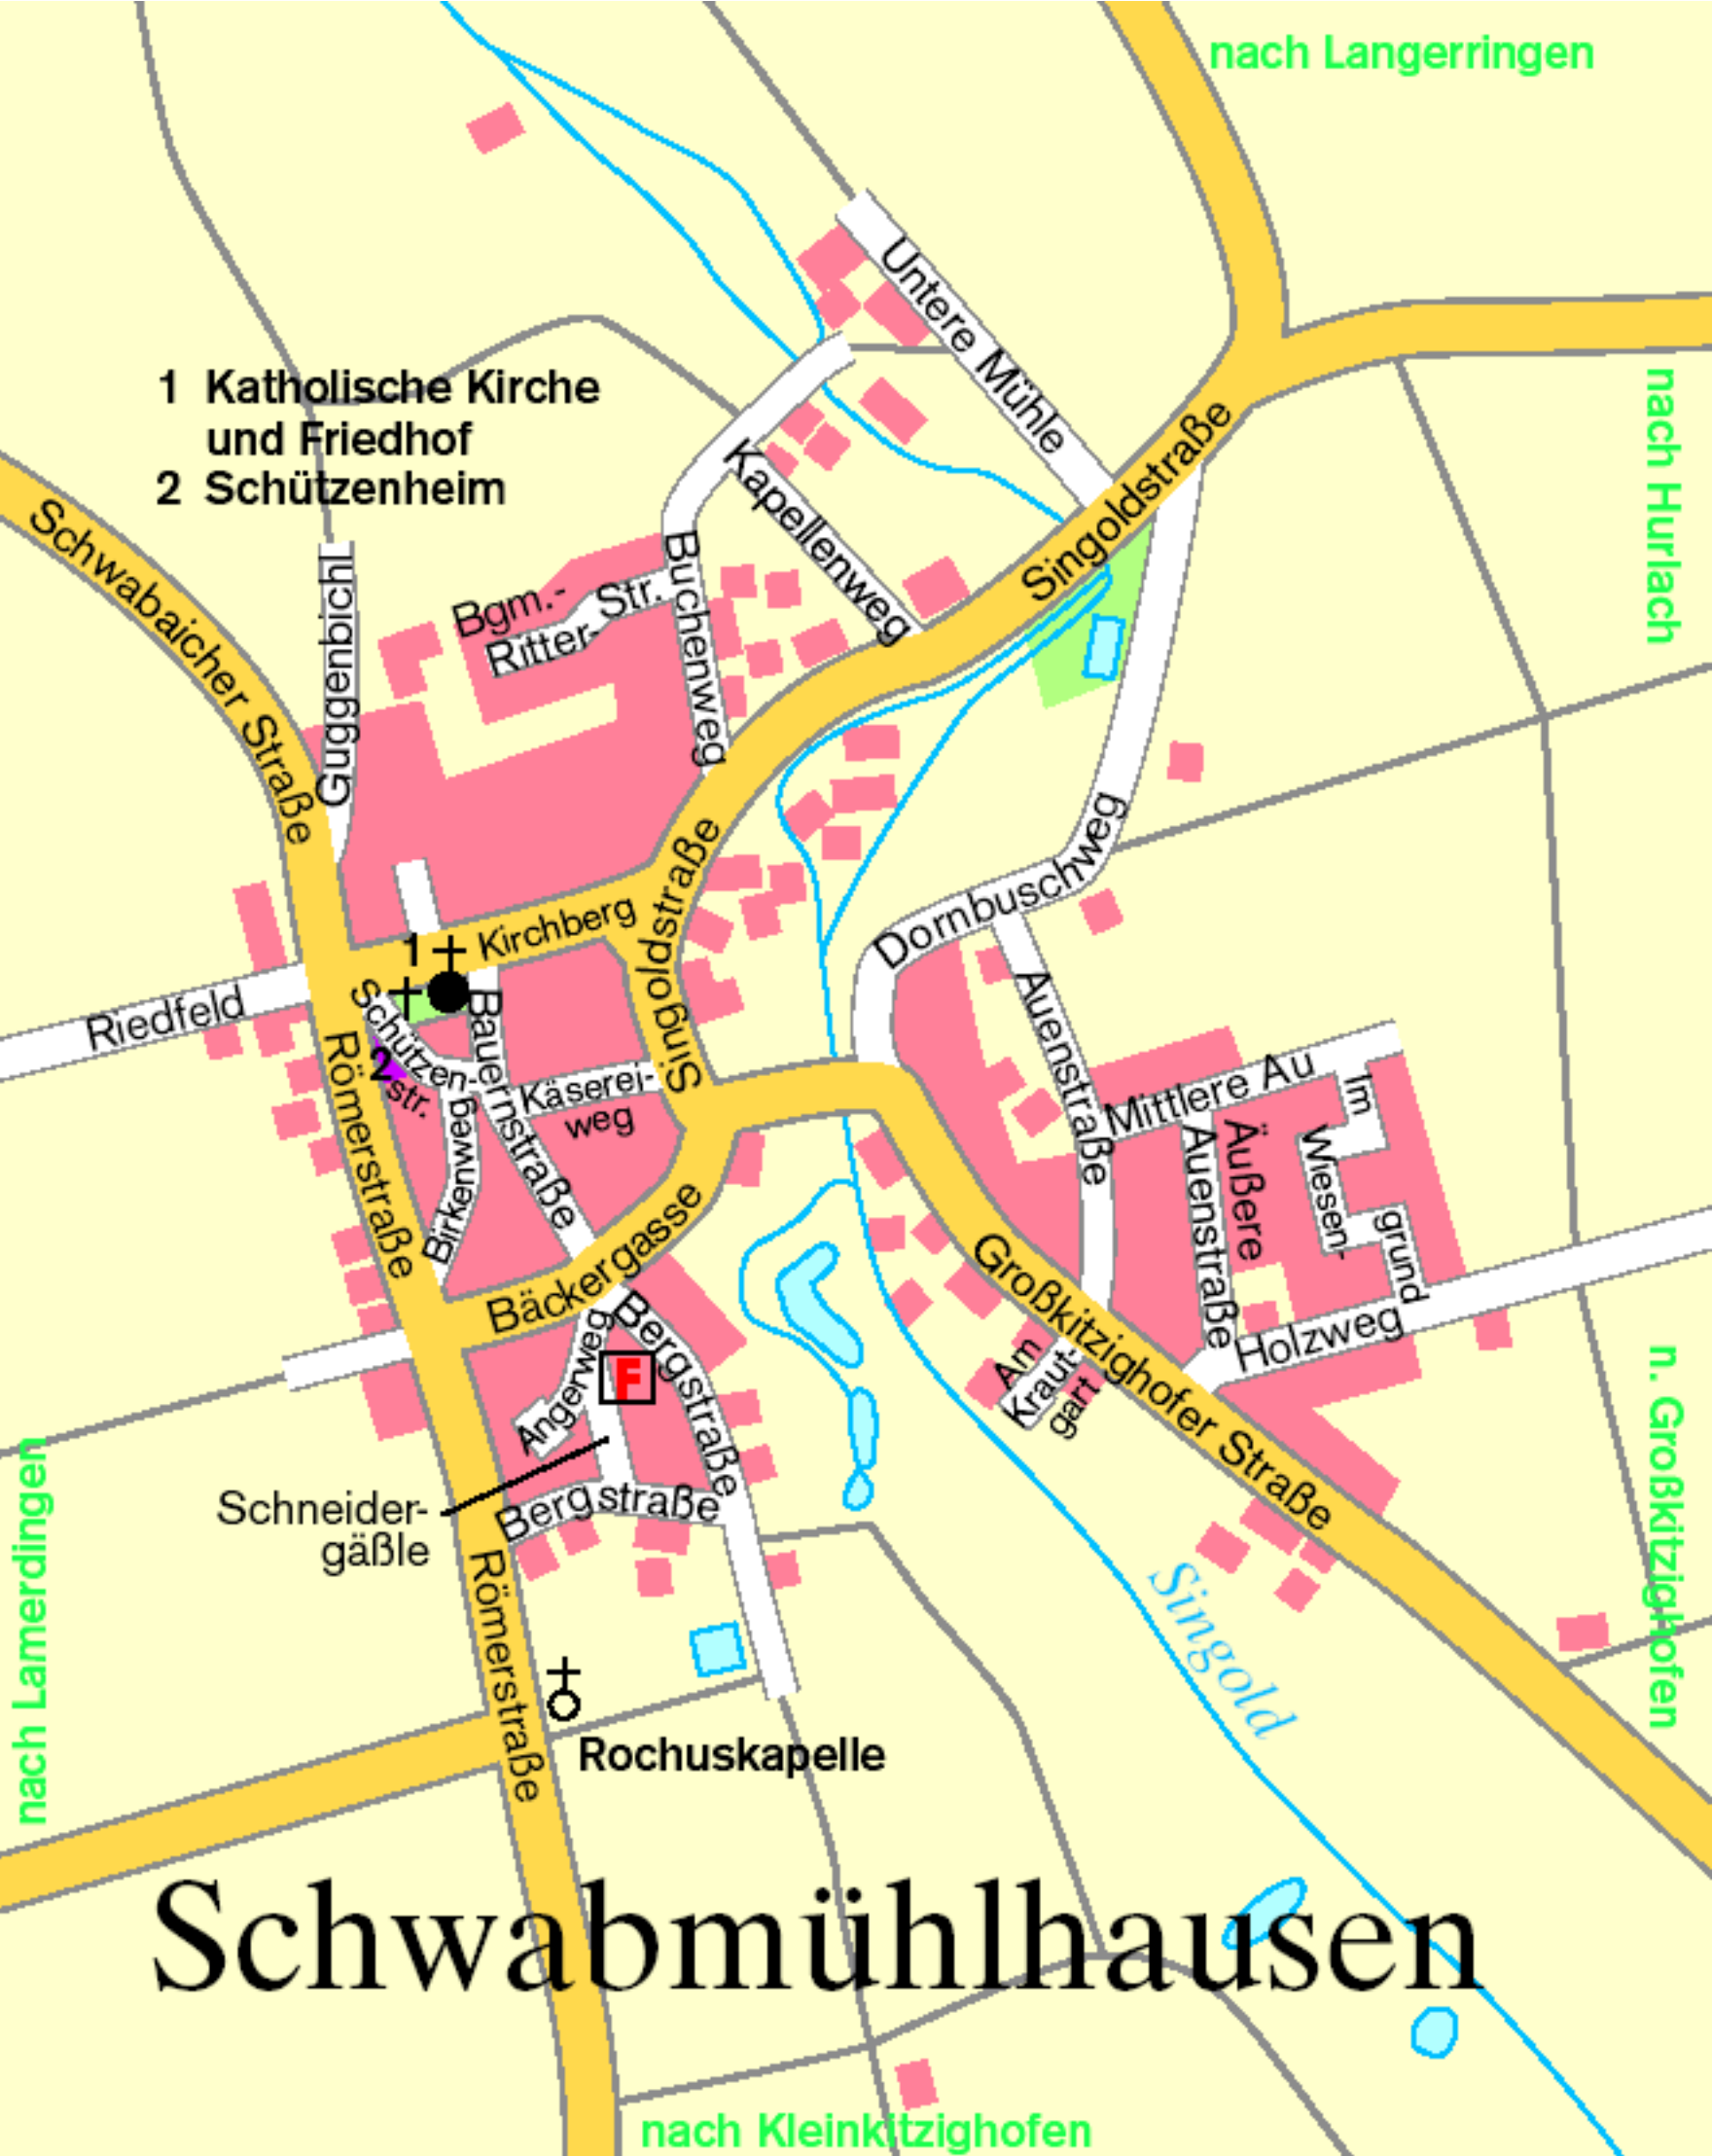 nach Langerringen
Untere Mühle
1 Katholische Kirche
und Friedhof
2 Schützenheim
nach Hurlach
Singoldstraße
Kapellenweg
Schwabaicher Straße
Guggenbichl
Bgm.-
Ritter-
Str.
Buchenweg
Singoldstraße
Dornbuschweg
1
Kirchberg
Riedfeld
Schützen-
str.
2
Bauernstraße
Käserei-
weg
Birkenweg
Römerstraße
Auenstraße
Mittlere Au
Im
Wiesen-
grund
Äußere
Auenstraße
Bäckergasse
Großkitzighofer Straße
Holzweg
Am
Kraut-
gart
Angerweg
F
Bergstraße
Schneider-
gäßle
Bergstraße
nach Lamerdingen
n. Großkitzighofen
Römerstraße
Singold
Rochuskapelle
Schwabmühlhausen
nach Kleinkitzighofen